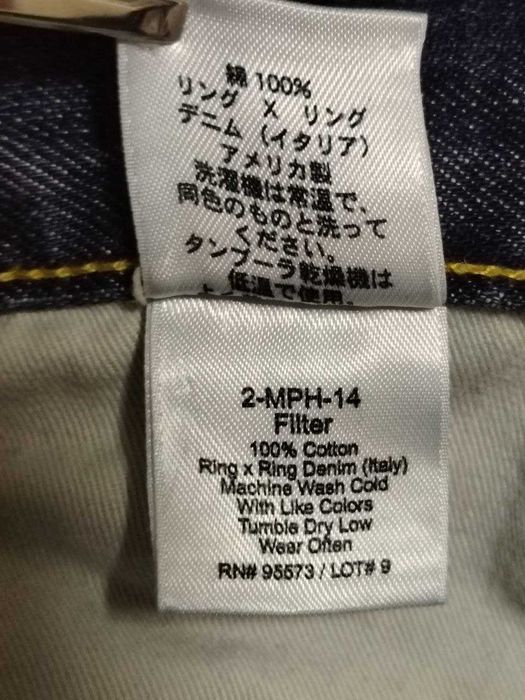 綿 100%
リング X リング
デニム (イタリア)
アメリカ製
洗濯機は常温で、
同色のものと洗って
ください。
タンブーラ乾燥機は
低温で使用。
2-MPH-14
Filter
100% Cotton
Ring x Ring Denim (Italy)
Machine Wash Cold
With Like Colors
Tumble Dry Low
Wear Often
RN# 95573 / LOT# 9